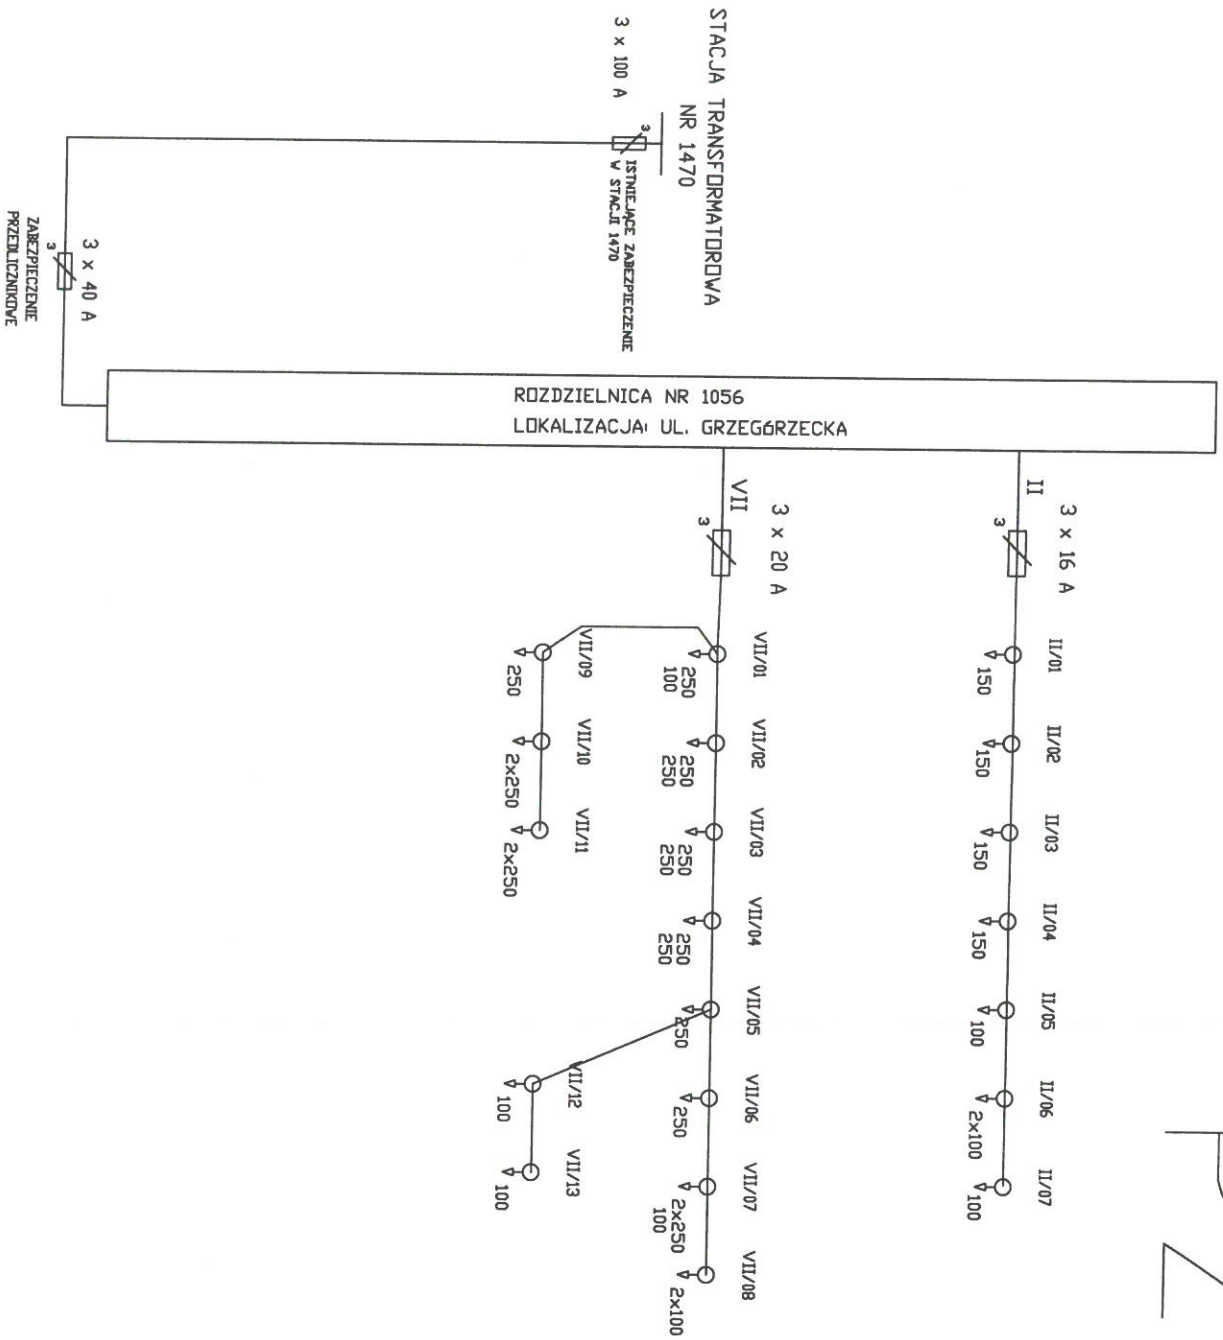 STACJA TRANSFORMATOROWA
NR 1470
3 x 100 A
3
ISTNIEJĄCE ZABEZPIECZENIE
W STACJI 1470
3 x 40 A
3
ZABEZPIECZENIE
PRZEDLICZNIKOWE
ROZDZIELNICA NR 1056
LOKALIZACJA: UL. GRZEGÓRZECKA
II
3 x 16 A
3
II/01
150
II/02
150
II/03
150
II/04
150
II/05
100
II/06
2x100
II/07
100
VII
3 x 20 A
3
VII/01
250
100
VII/02
250
250
VII/03
250
250
VII/04
250
250
VII/05
250
VII/06
250
VII/07
2x250
100
VII/08
2x100
VII/09
250
VII/10
2x250
VII/11
2x250
VII/12
100
VII/13
100